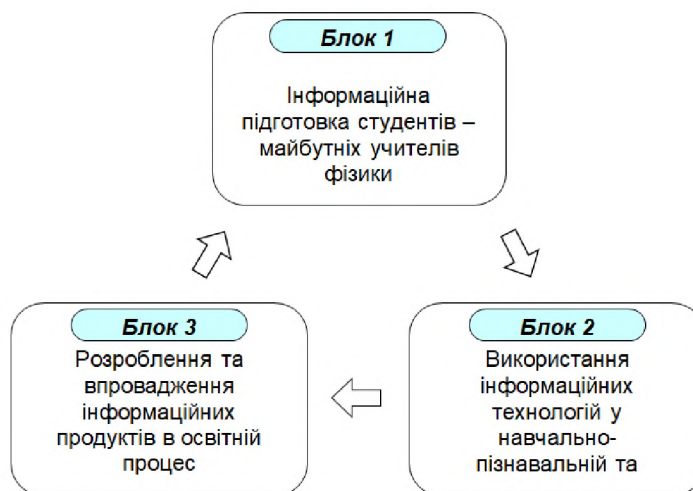 Блок 1
Інформаційна
підготовка студентів –
майбутніх учителів
фізики
Блок 3
Розроблення та
впровадження
інформаційних
продуктів в освітній
процес
Блок 2
Використання
інформаційних
технологій у
навчально-
пізнавальній та